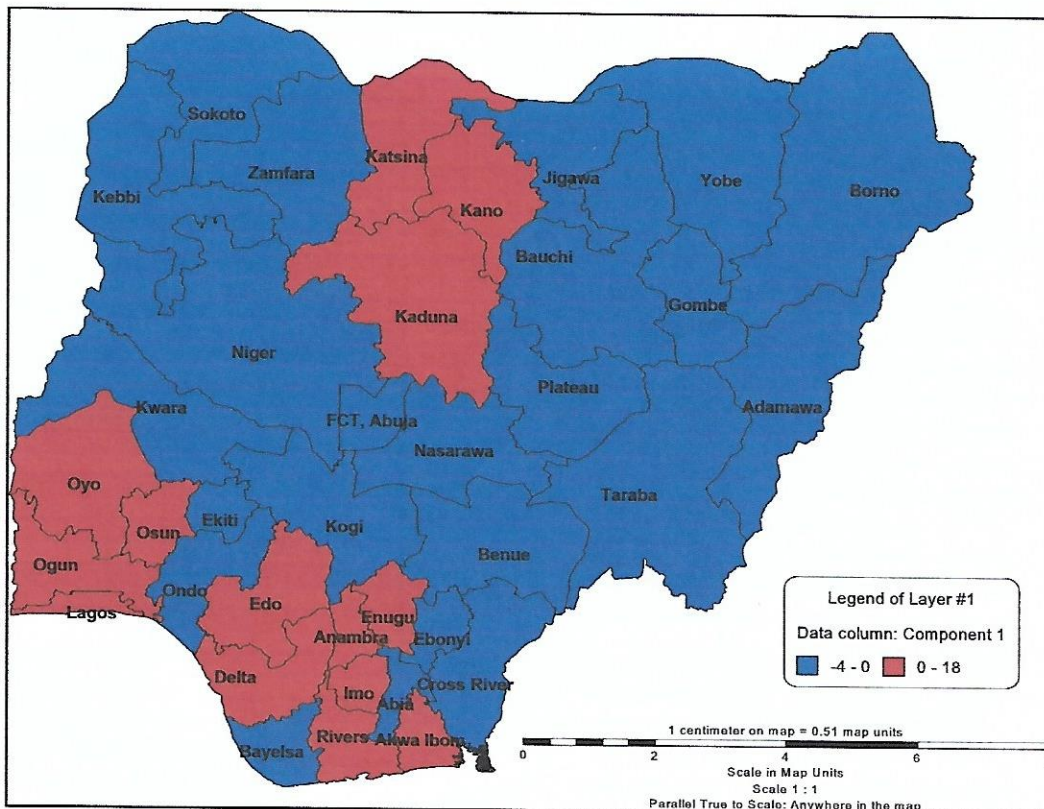 Sokoto
Katsina
Zamfara
Jigawa
Yobe
Borno
Kebbi
Kano
Bauchi
Gombe
Kaduna
Niger
Plateau
Kwara
FCT, Abuja
Adamawa
Nasarawa
Oyo
Taraba
Osun
Ekiti
Kogi
Benue
Ogun
Ondo
Edo
Lagos
Enugu
Anambra
Ebonyi
Delta
Imo
Abia
Cross River
Bayelsa
Rivers
Akwa Ibom
Legend of Layer #1
Data column: Component 1
-4 - 0 0 - 18
1 centimeter on map = 0.51 map units
0 2 4 6
Scale in Map Units
Scale 1 : 1
Parallel True to Scale: Anywhere in the map